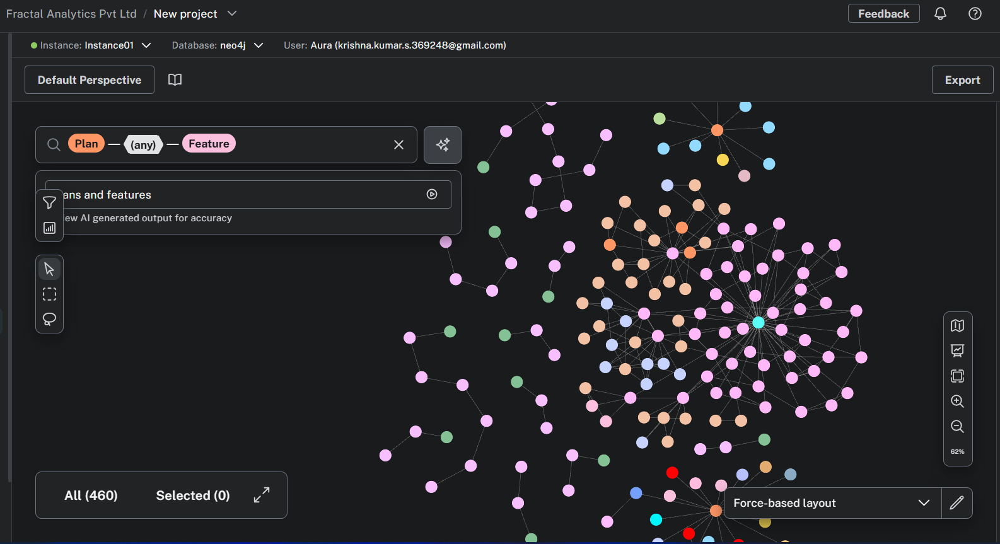 Fractal Analytics Pvt Ltd / New project
Feedback
Instance: Instance01
Database: neo4j
User: Aura (krishna.kumar.s.369248@gmail.com)
Default Perspective
Export
Plan (any) Feature
ans and features
iew AI generated output for accuracy
62%
All (460) Selected (0)
Force-based layout